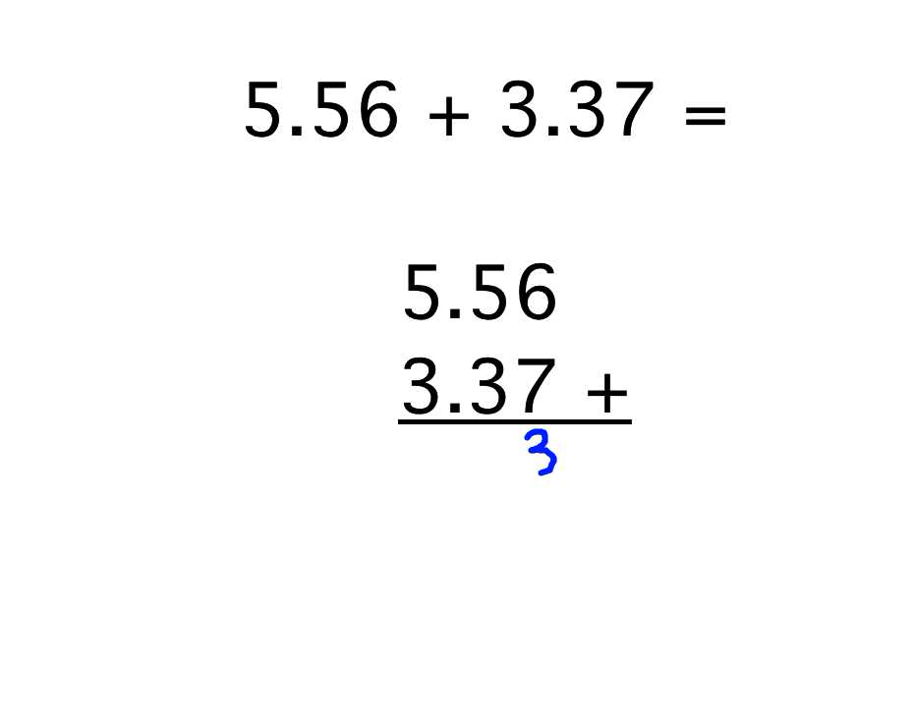 5.56 + 3.37 =
5.56
3.37 +
3